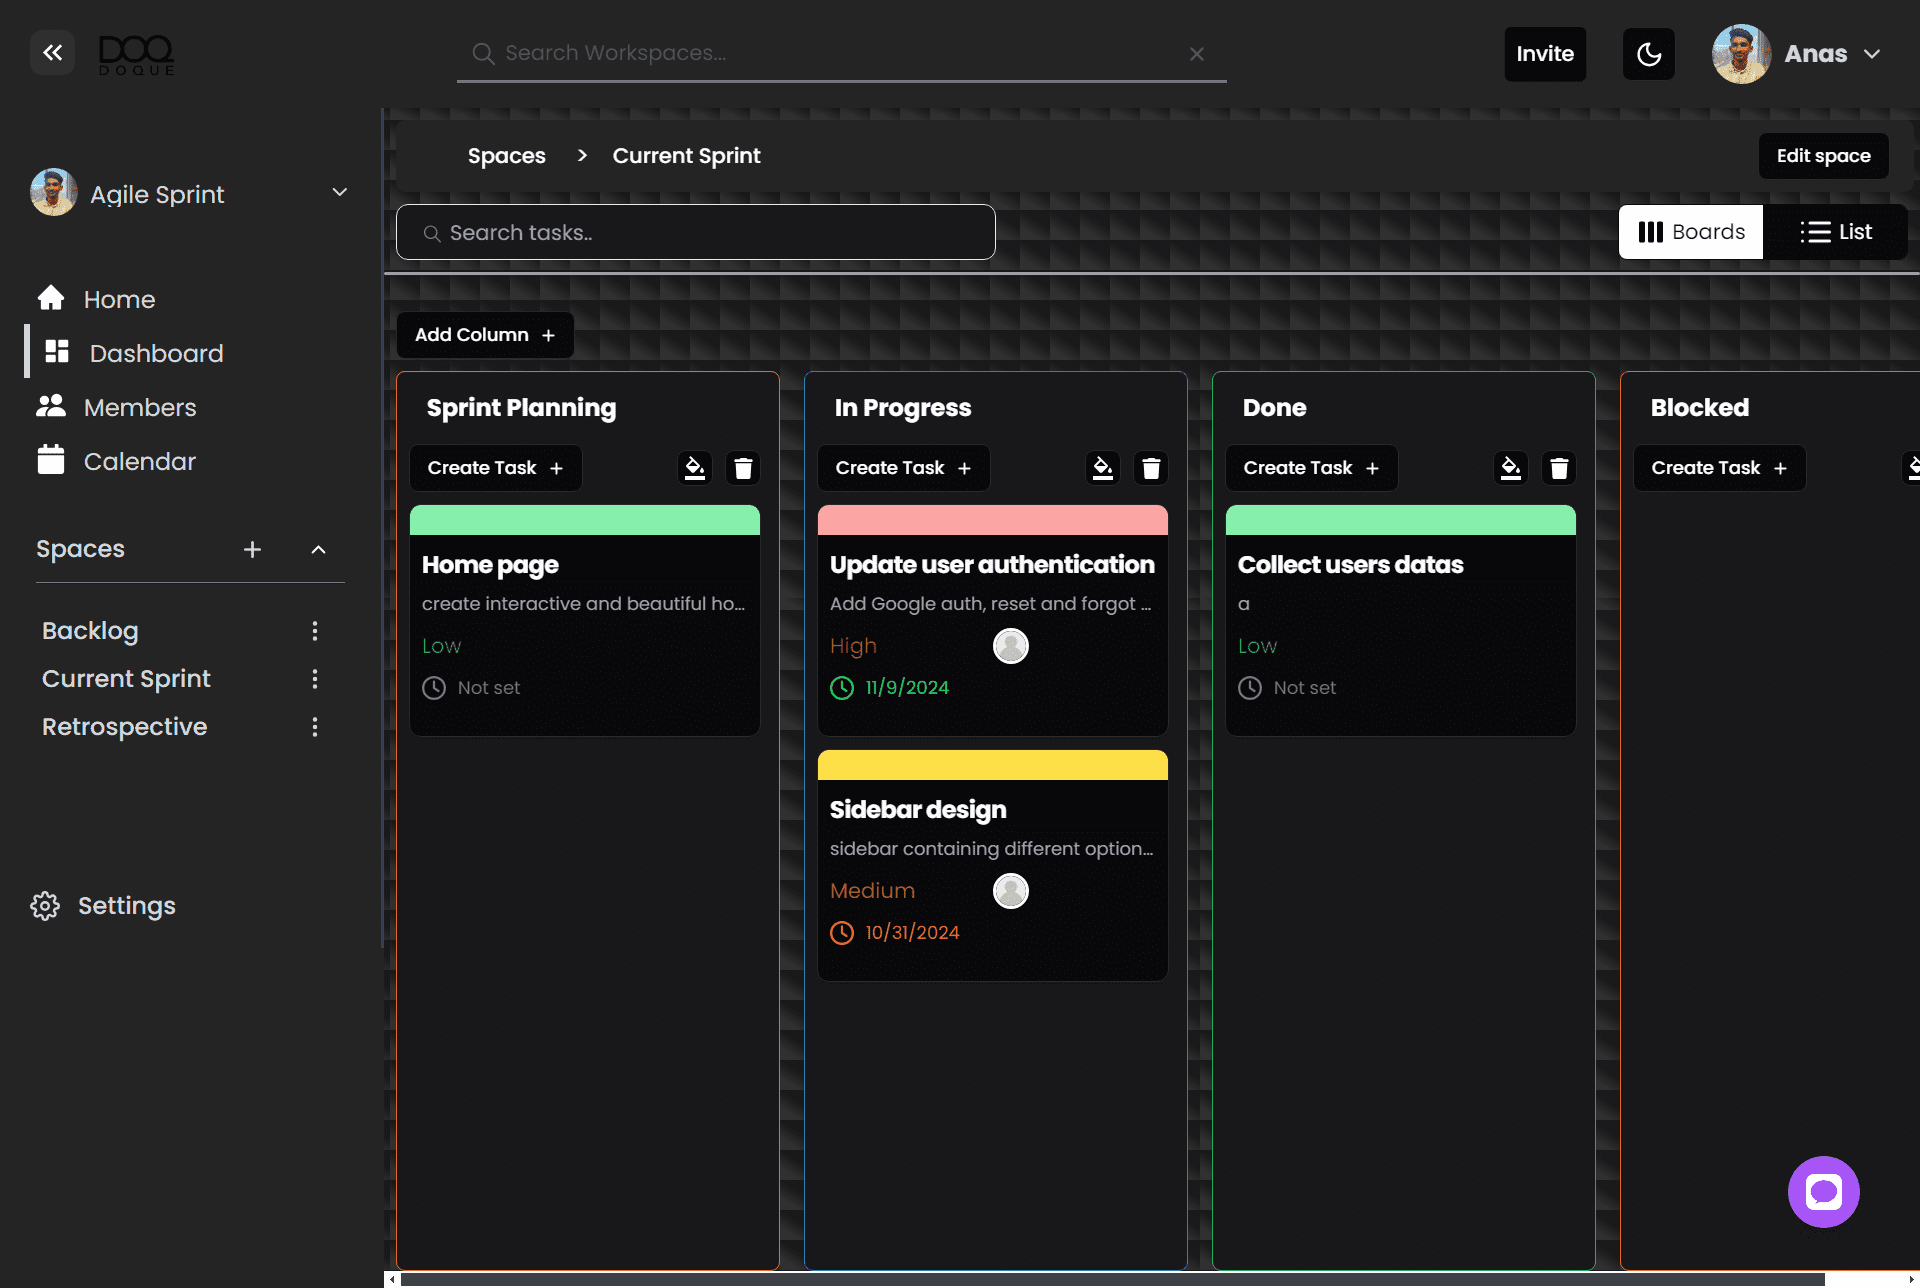 DOQ
DOQUE
Search Workspaces...
Invite
Anas
Agile Sprint
Home
Dashboard
Members
Calendar
Spaces
Backlog
Current Sprint
Retrospective
Settings
Spaces > Current Sprint
Edit space
Search tasks..
Boards
List
Add Column +
Sprint Planning
Create Task +
Home page
create interactive and beautiful ho...
Low
Not set
In Progress
Create Task +
Update user authentication
Add Google auth, reset and forgot ...
High
11/9/2024
Sidebar design
sidebar containing different option...
Medium
10/31/2024
Done
Create Task +
Collect users datas
a
Low
Not set
Blocked
Create Task +